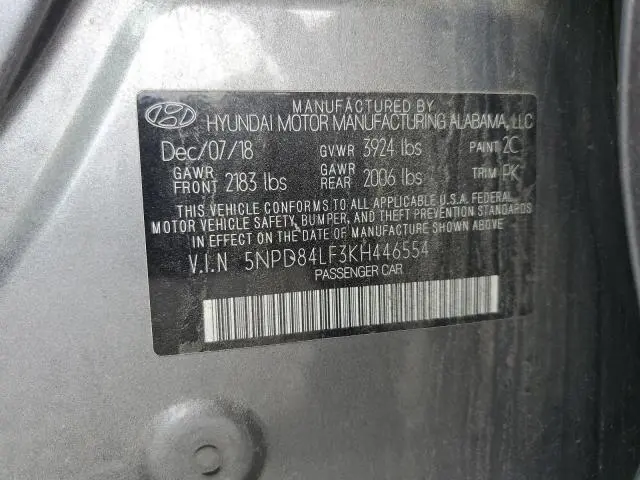 MANUFACTURED BY
HYUNDAI MOTOR MANUFACTURING ALABAMA, LLC
Dec/07/18 GVWR 3924 lbs PAINT 2C
GAWR FRONT 2183 lbs GAWR REAR 2006 lbs TRIM PK
THIS VEHICLE CONFORMS TO ALL APPLICABLE U.S.A. FEDERAL
MOTOR VEHICLE SAFETY, BUMPER, AND THEFT PREVENTION STANDARDS
IN EFFECT ON THE DATE OF MANUFACTURE SHOWN ABOVE
V.I.N 5NPD84LF3KH446554
PASSENGER CAR